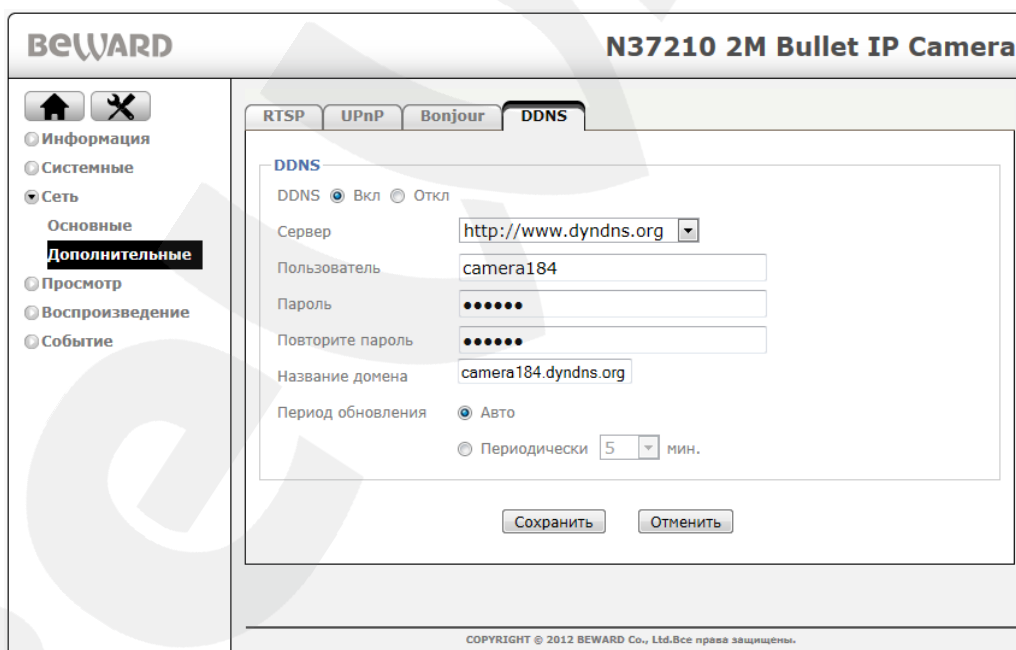 BEWARD
N37210 2M Bullet IP Camera
RTSP UPnP Bonjour DDNS
Информация
Системные
Сеть
Основные
Дополнительные
Просмотр
Воспроизведение
Событие
DDNS
DDNS Вкл Откл
Сервер http://www.dyndns.org
Пользователь camera184
Пароль ••••••
Повторите пароль ••••••
Название домена camera184.dyndns.org
Период обновления Авто
Периодически 5 мин.
Сохранить Отменить
COPYRIGHT © 2012 BEWARD Co., Ltd.Все права защищены.